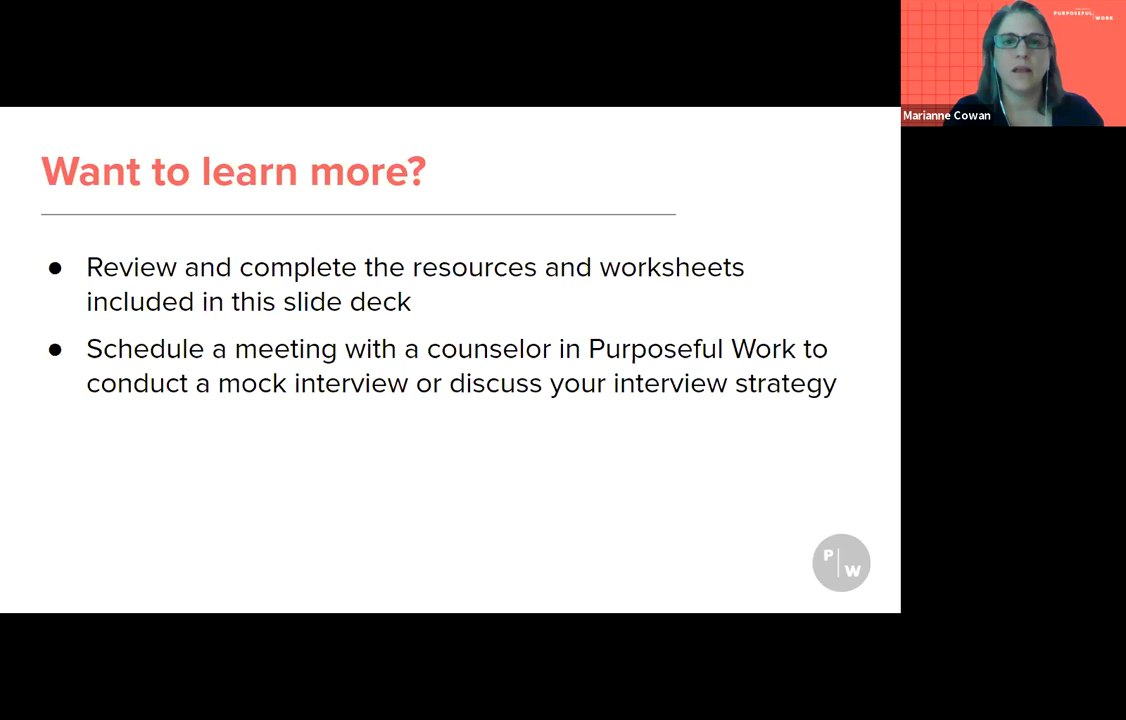 PURPOSEFUL WORK
Marianne Cowan
Want to learn more?
● Review and complete the resources and worksheets
included in this slide deck
● Schedule a meeting with a counselor in Purposeful Work to
conduct a mock interview or discuss your interview strategy
P W